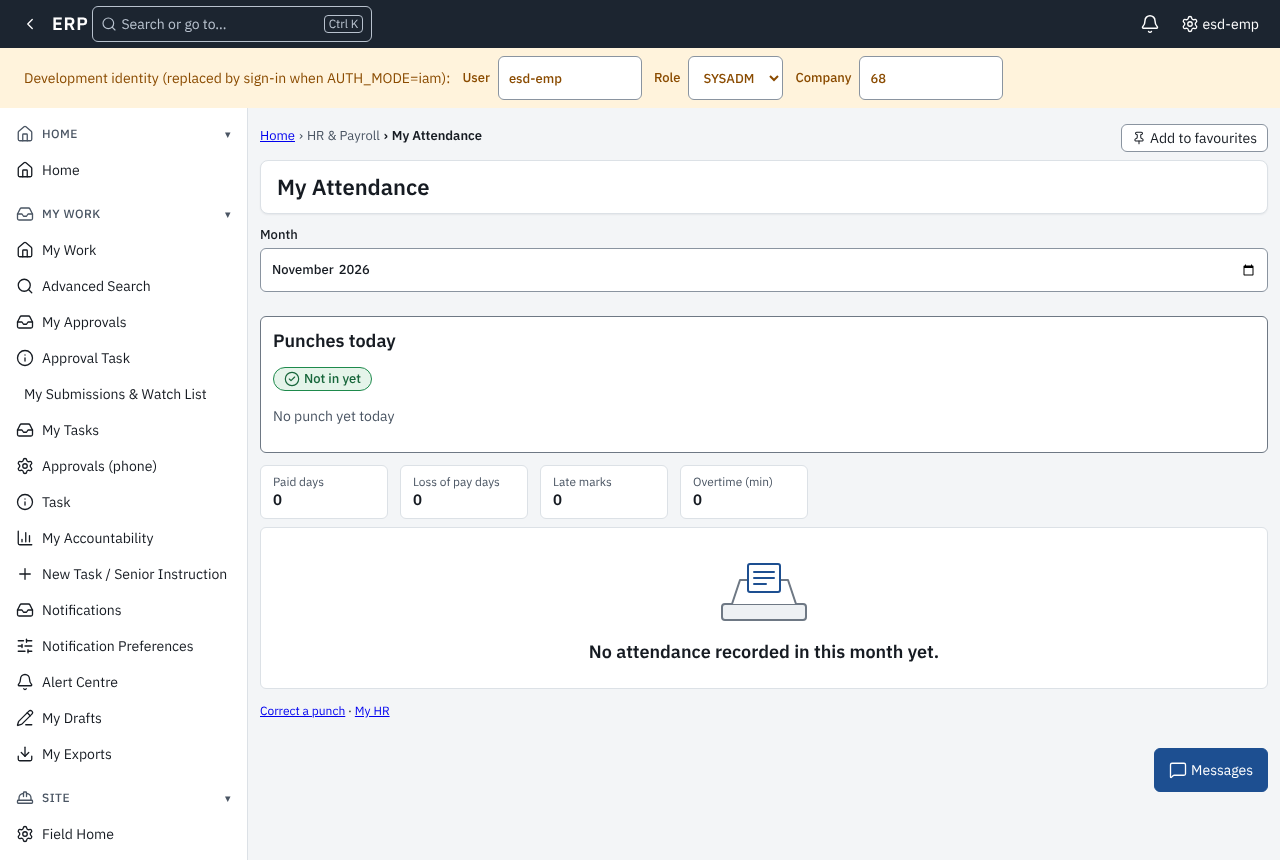 ERP
Search or go to...
Ctrl K
esd-emp
Development identity (replaced by sign-in when AUTH_MODE=iam):
User
esd-emp
Role
SYSADM
Company
68
HOME
Home
MY WORK
My Work
Advanced Search
My Approvals
Approval Task
My Submissions & Watch List
My Tasks
Approvals (phone)
Task
My Accountability
New Task / Senior Instruction
Notifications
Notification Preferences
Alert Centre
My Drafts
My Exports
SITE
Field Home
Home › HR & Payroll › My Attendance
Add to favourites
My Attendance
Month
November 2026
Punches today
Not in yet
No punch yet today
Paid days
0
Loss of pay days
0
Late marks
0
Overtime (min)
0
No attendance recorded in this month yet.
Correct a punch · My HR
Messages